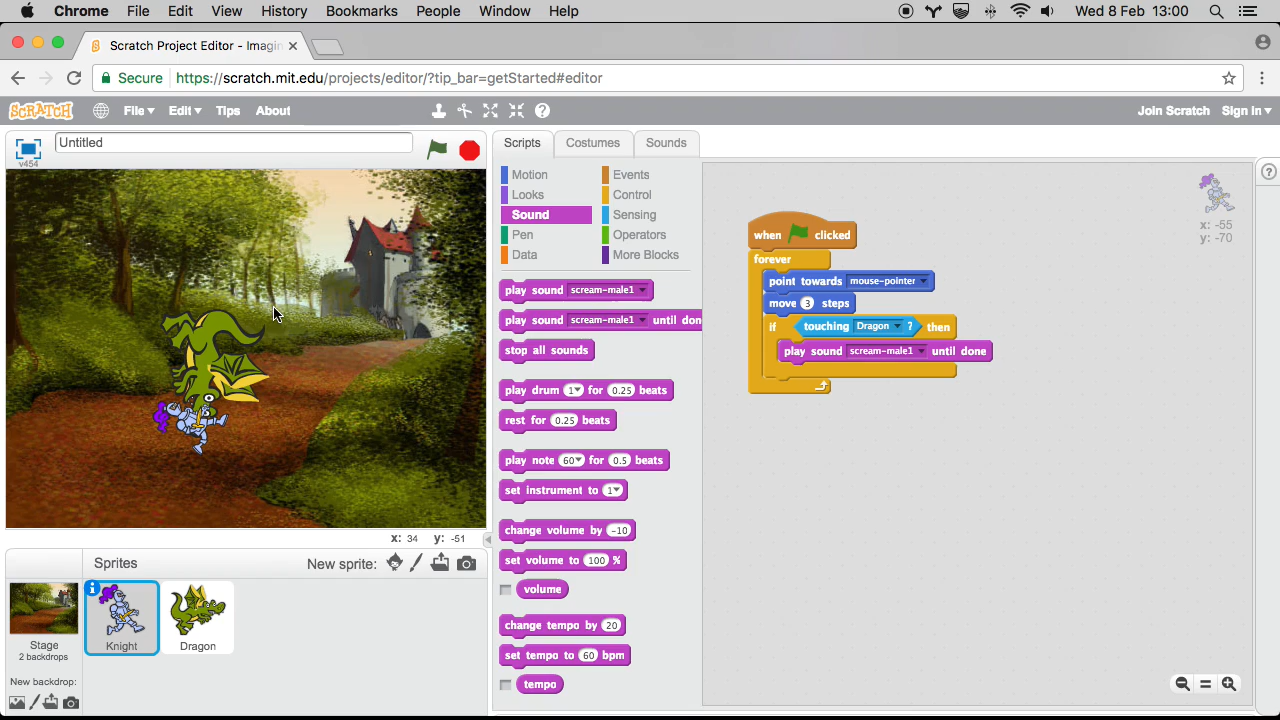 Chrome File Edit View History Bookmarks People Window Help Wed 8 Feb 13:00
Scratch Project Editor - Imagin
Secure https://scratch.mit.edu/projects/editor/?tip_bar=getStarted#editor
SCRATCH File Edit Tips About Join Scratch Sign in
v454
Untitled
Scripts Costumes Sounds
Motion Events
Looks Control
Sound Sensing
Pen Operators
Data More Blocks
play sound scream-male1
play sound scream-male1 until don
stop all sounds
play drum 1 for 0.25 beats
rest for 0.25 beats
play note 60 for 0.5 beats
set instrument to 1
change volume by -10
set volume to 100 %
volume
change tempo by 20
set tempo to 60 bpm
tempo
when clicked
forever
point towards mouse-pointer
move 3 steps
if touching Dragon ? then
play sound scream-male1 until done
x: -55
y: -70
x: 34 y: -51
Sprites New sprite:
Stage
2 backdrops
New backdrop:
Knight
Dragon